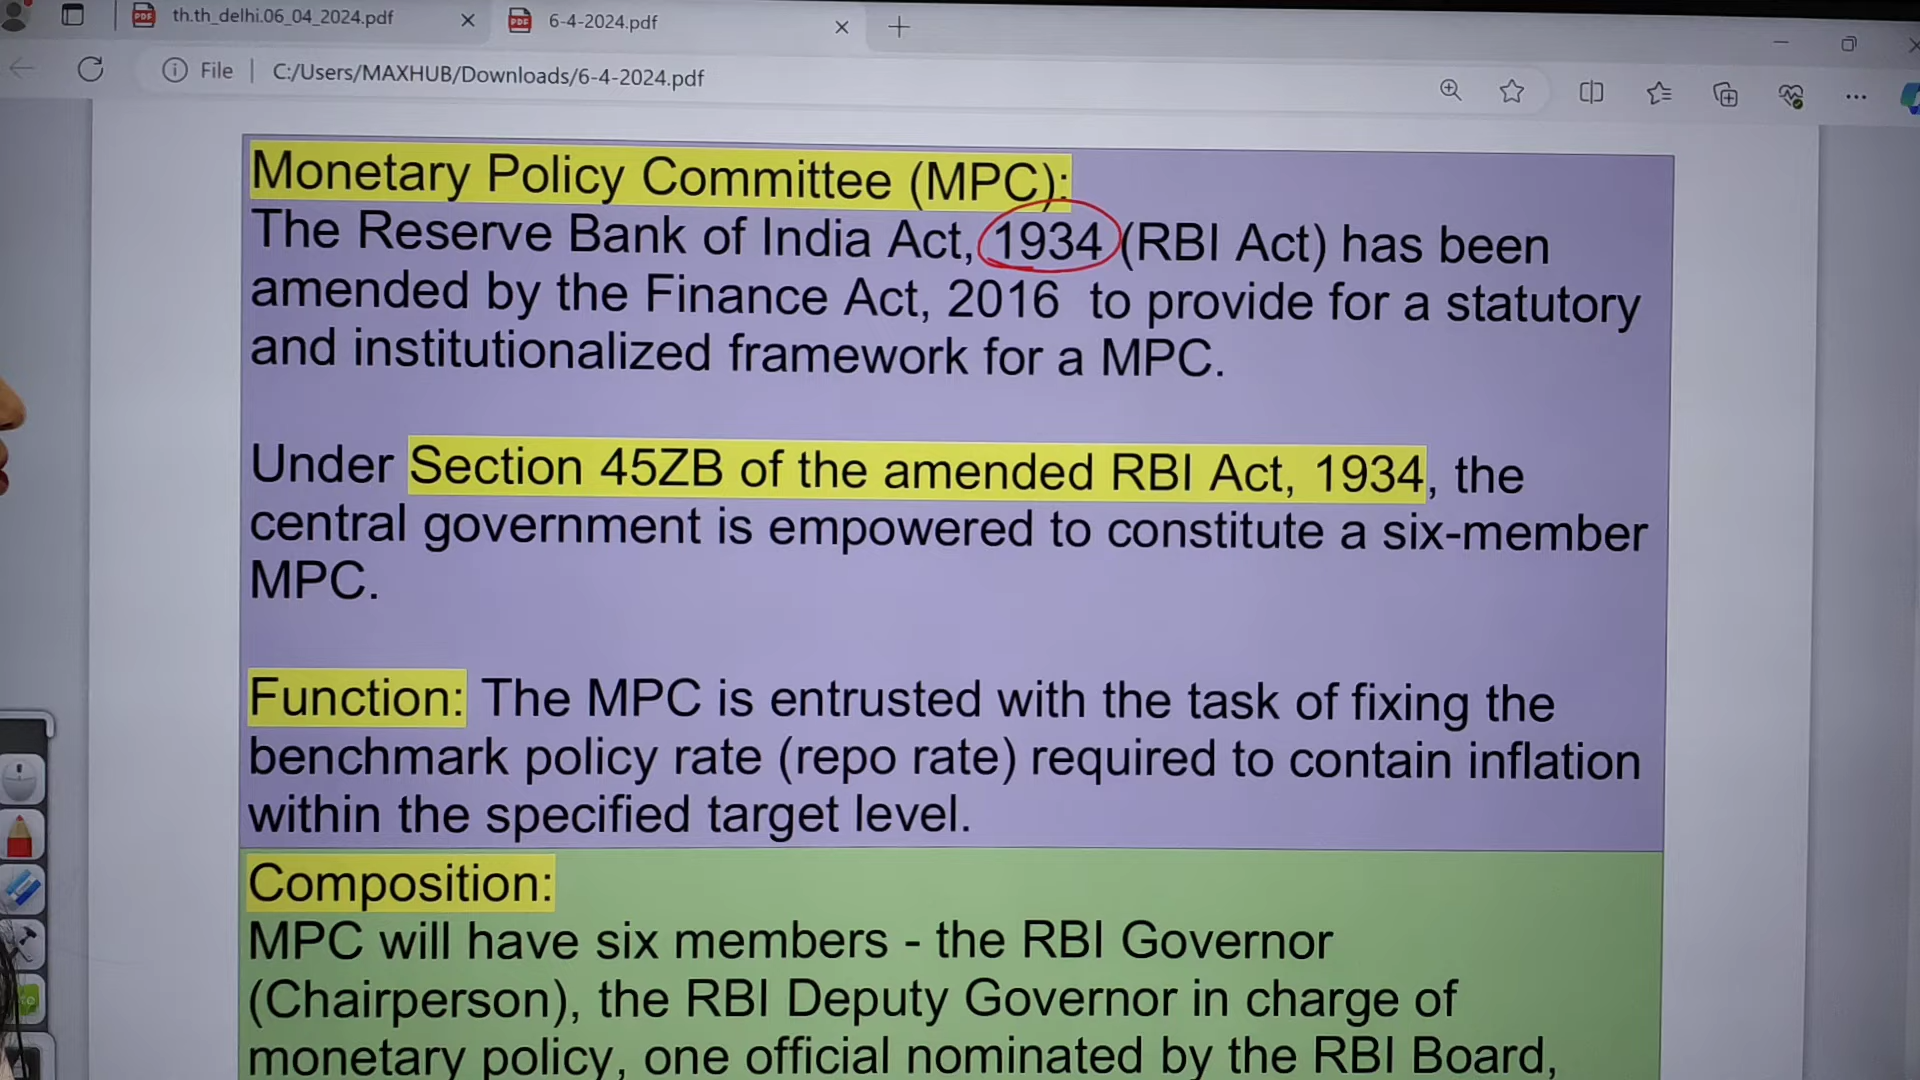 th.th_delhi.06_04_2024.pdf
6-4-2024.pdf
File
C:/Users/MAXHUB/Downloads/6-4-2024.pdf
Monetary Policy Committee (MPC):
The Reserve Bank of India Act, 1934 (RBI Act) has been
amended by the Finance Act, 2016 to provide for a statutory
and institutionalized framework for a MPC.
Under Section 45ZB of the amended RBI Act, 1934, the
central government is empowered to constitute a six-member
MPC.
Function: The MPC is entrusted with the task of fixing the
benchmark policy rate (repo rate) required to contain inflation
within the specified target level.
Composition:
MPC will have six members - the RBI Governor
(Chairperson), the RBI Deputy Governor in charge of
monetary policy, one official nominated by the RBI Board,